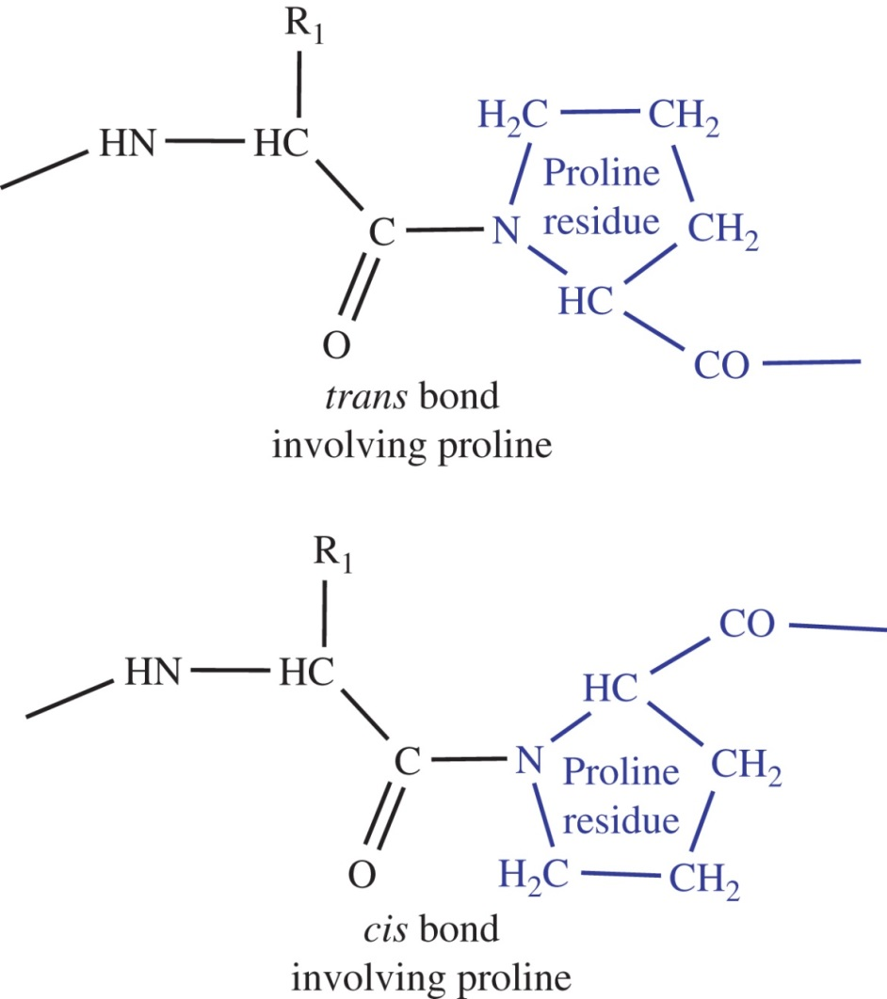 R₁
H₂C CH₂
HN HC Proline
C N residue CH₂
HC
O CO
trans bond
involving proline
R₁
CO
HN HC HC
C N Proline CH₂
residue
O H₂C CH₂
cis bond
involving proline